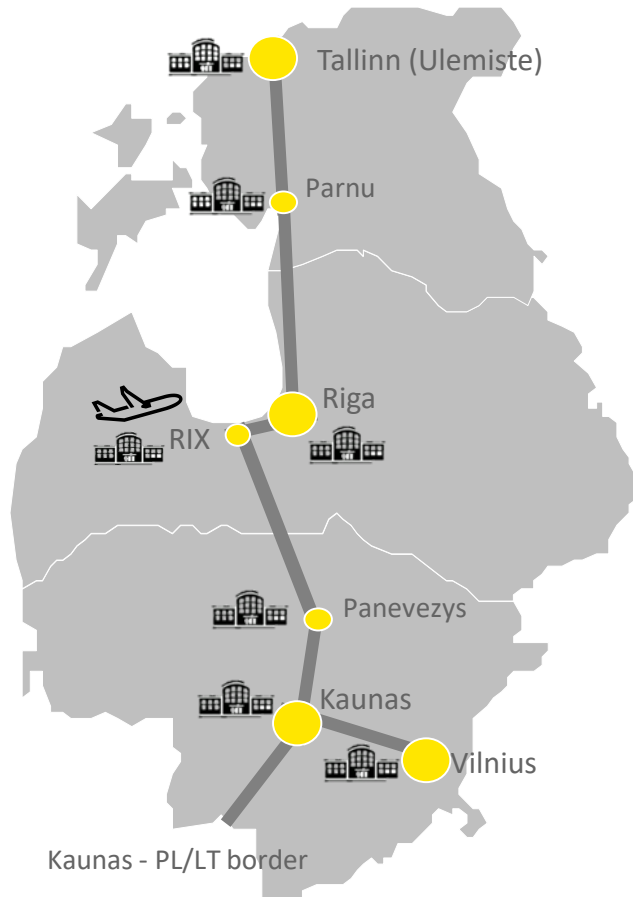 Tallinn (Ulemiste)
Parnu
Riga
RIX
Panevezys
Kaunas
Vilnius
Kaunas - PL/LT border